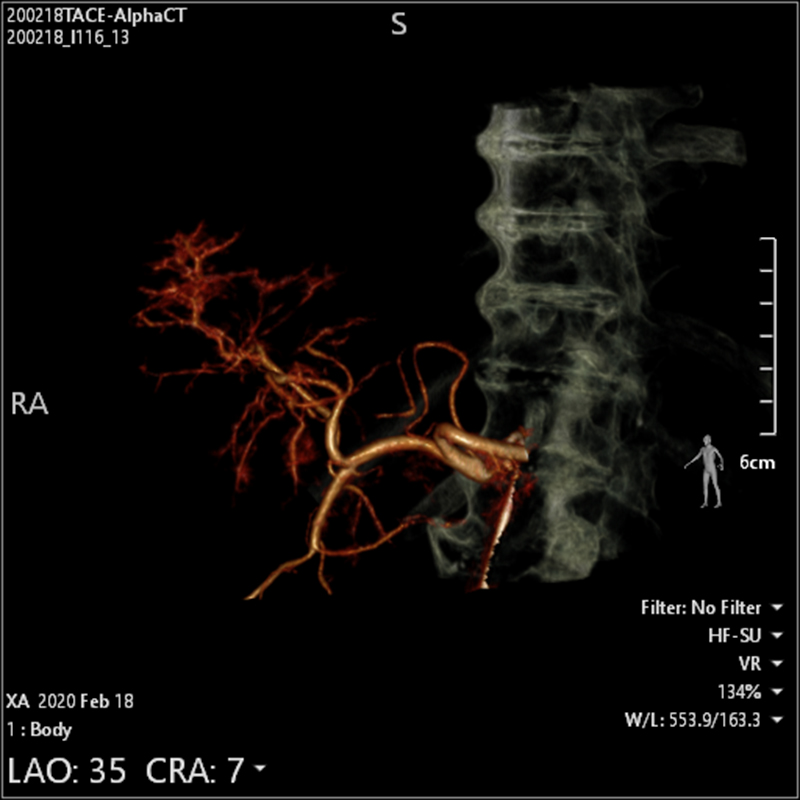 200218TACE-AlphaCT
200218_I116_13
S
RA
6cm
Filter: No Filter
HF-SU
VR
134%
W/L: 553.9/163.3
XA 2020 Feb 18
1 : Body
LAO: 35 CRA: 7